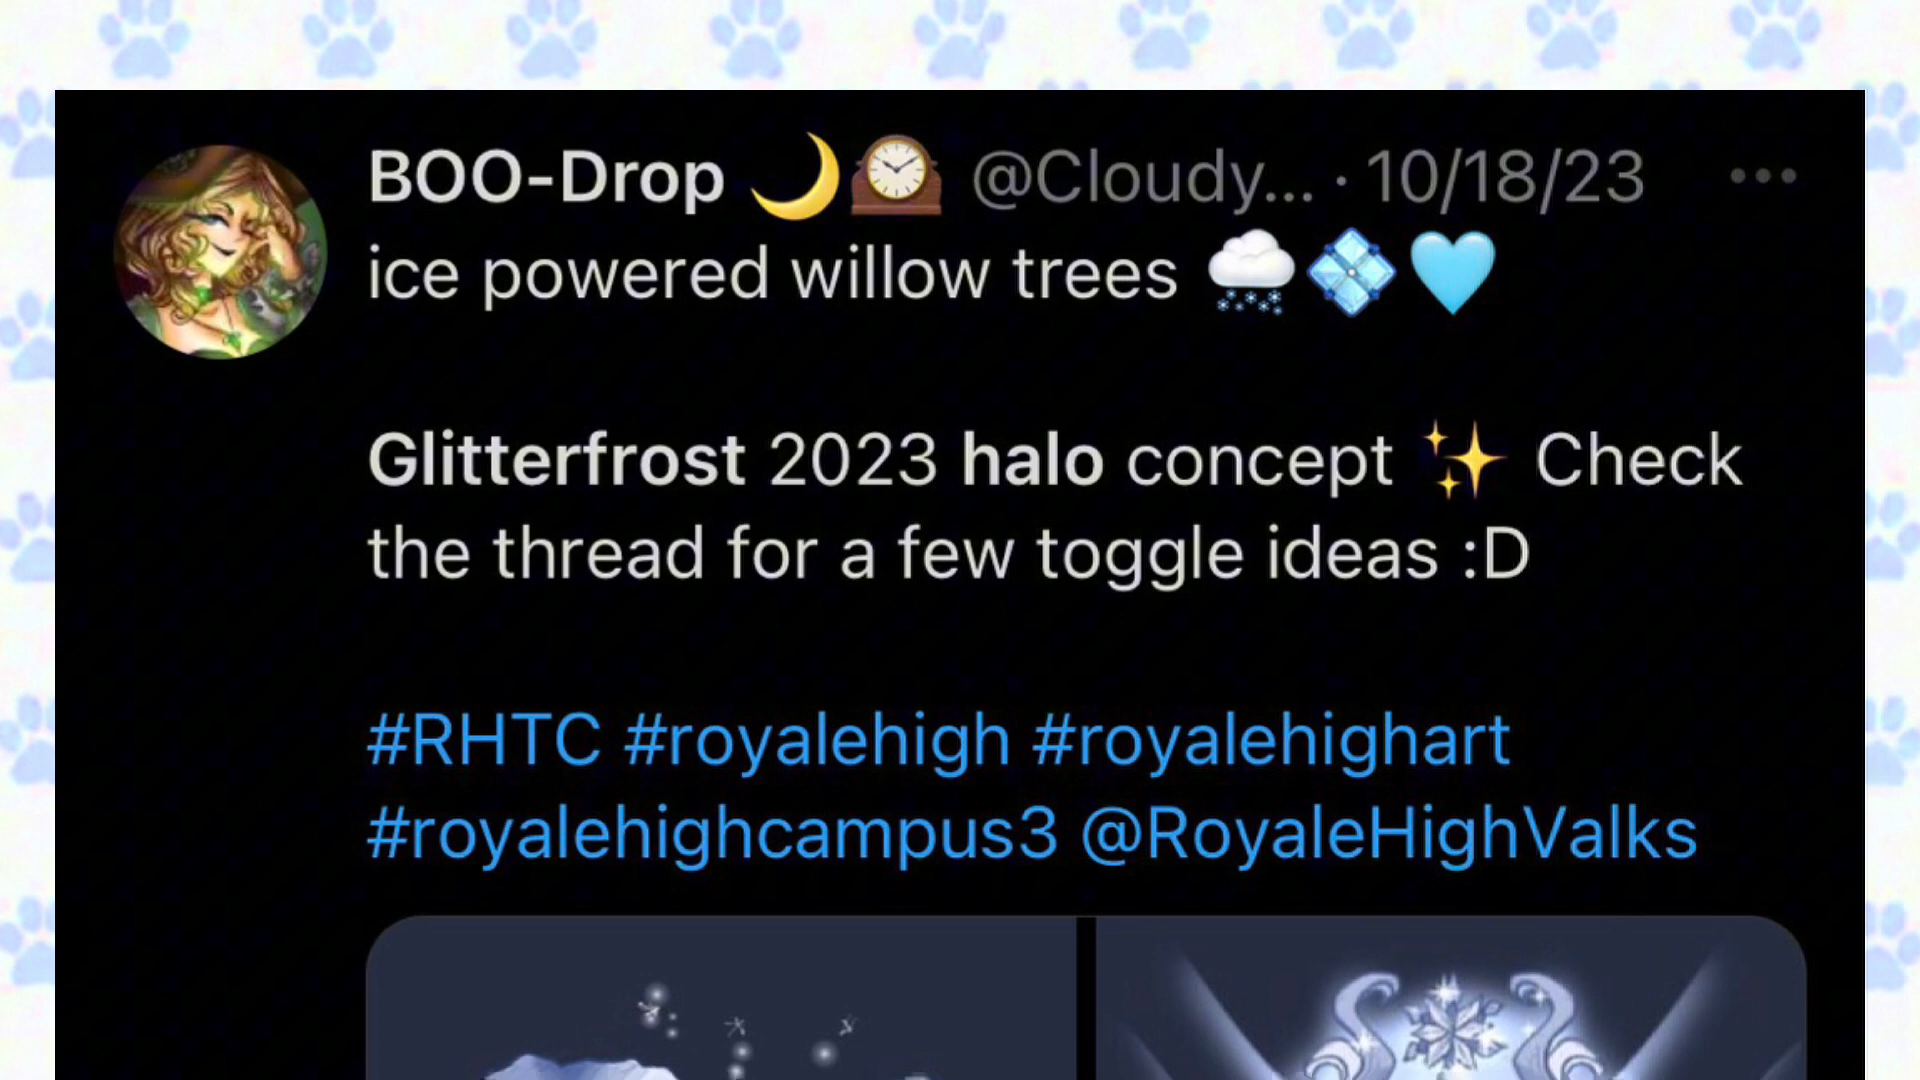 BOO-Drop 🌙🕰️ @Cloudy... · 10/18/23
ice powered willow trees 🌨️💠🩵
Glitterfrost 2023 halo concept ✨ Check
the thread for a few toggle ideas :D
#RHTC #royalehigh #royalehighart
#royalehighcampus3 @RoyaleHighValks